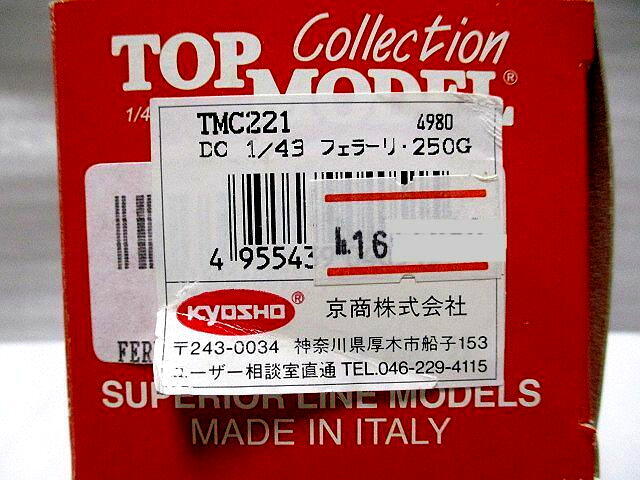 Collection
TOP MODEL®
1/4
TMC221 4980
DC 1/43 フェラーリ・250G
4 95543
h.16
KYOSHO® 京商株式会社
〒243-0034 神奈川県厚木市船子153
ユーザー相談室直通 TEL.046-229-4115
FER
SUPERIOR LINE MODELS
MADE IN ITALY